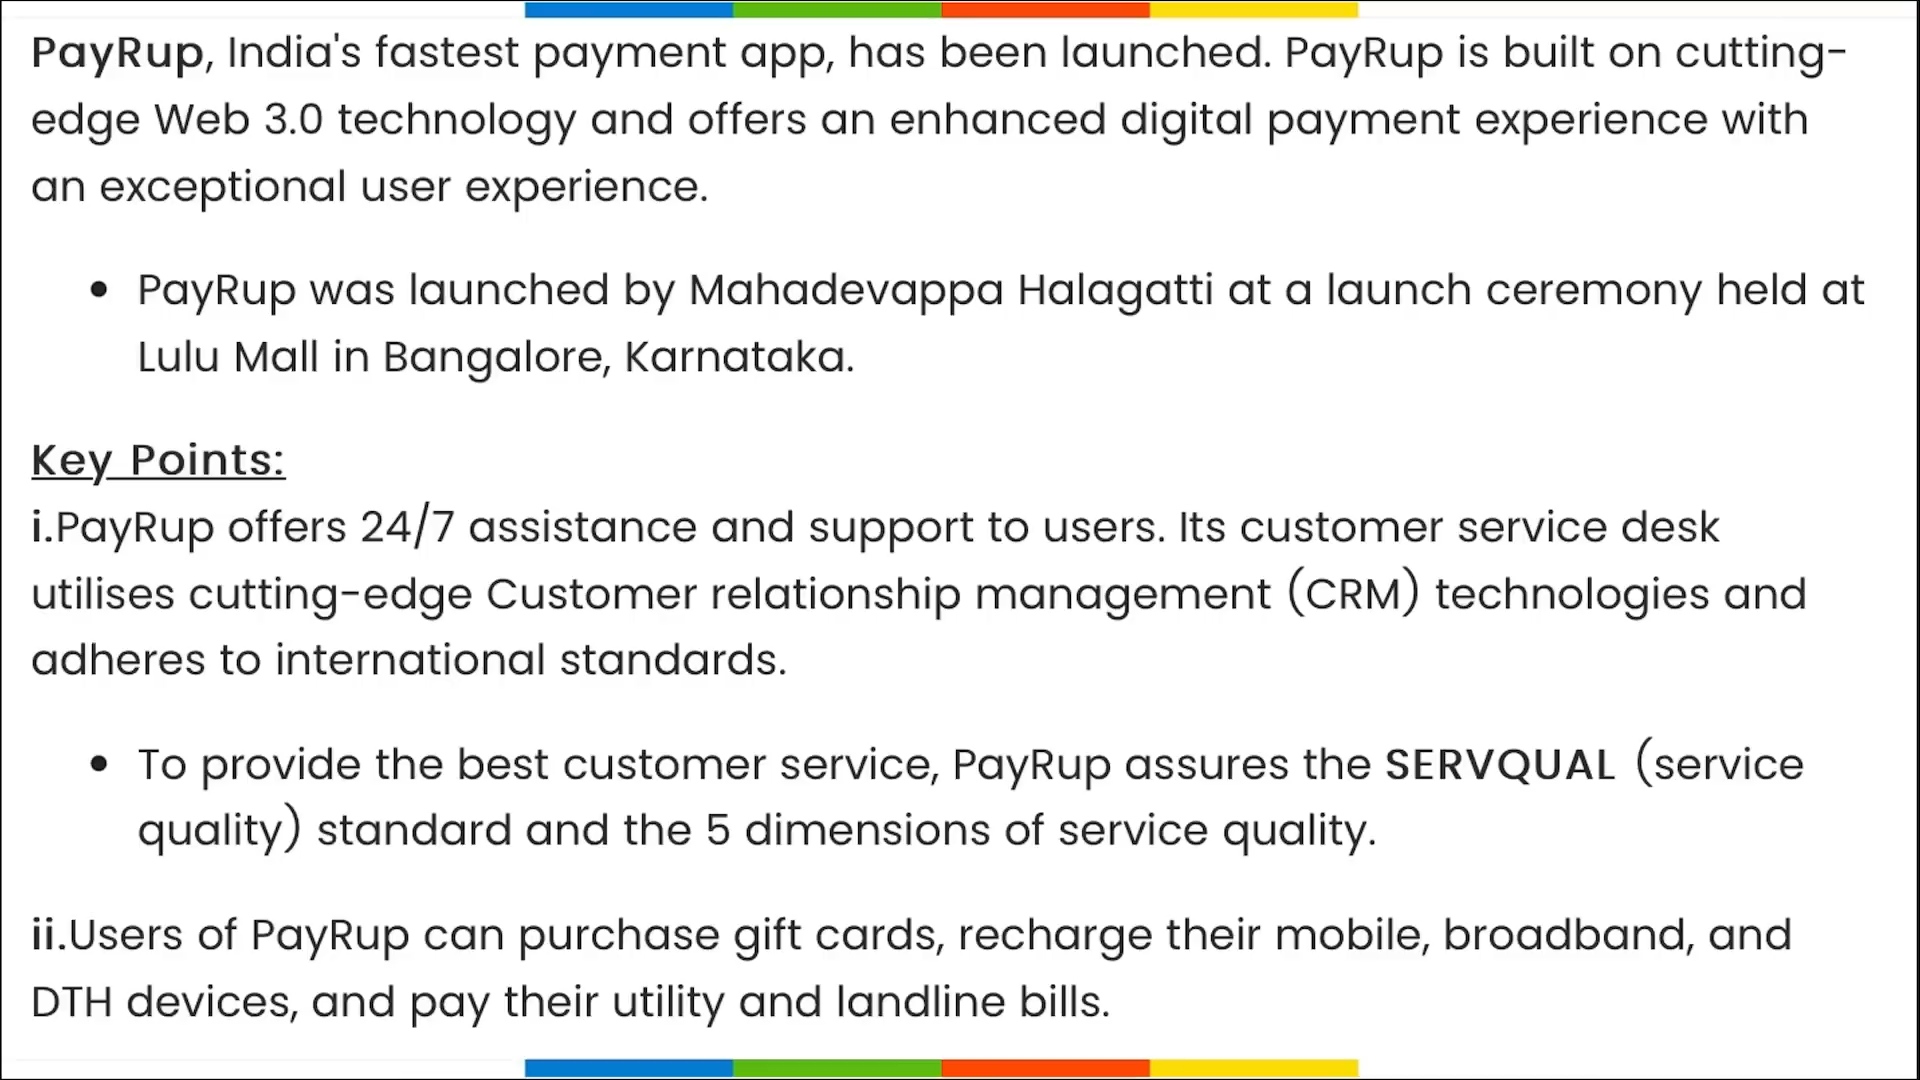 PayRup, India's fastest payment app, has been launched. PayRup is built on cutting-
edge Web 3.0 technology and offers an enhanced digital payment experience with
an exceptional user experience.
• PayRup was launched by Mahadevappa Halagatti at a launch ceremony held at
Lulu Mall in Bangalore, Karnataka.
Key Points:
i.PayRup offers 24/7 assistance and support to users. Its customer service desk
utilises cutting-edge Customer relationship management (CRM) technologies and
adheres to international standards.
• To provide the best customer service, PayRup assures the SERVQUAL (service
quality) standard and the 5 dimensions of service quality.
ii.Users of PayRup can purchase gift cards, recharge their mobile, broadband, and
DTH devices, and pay their utility and landline bills.